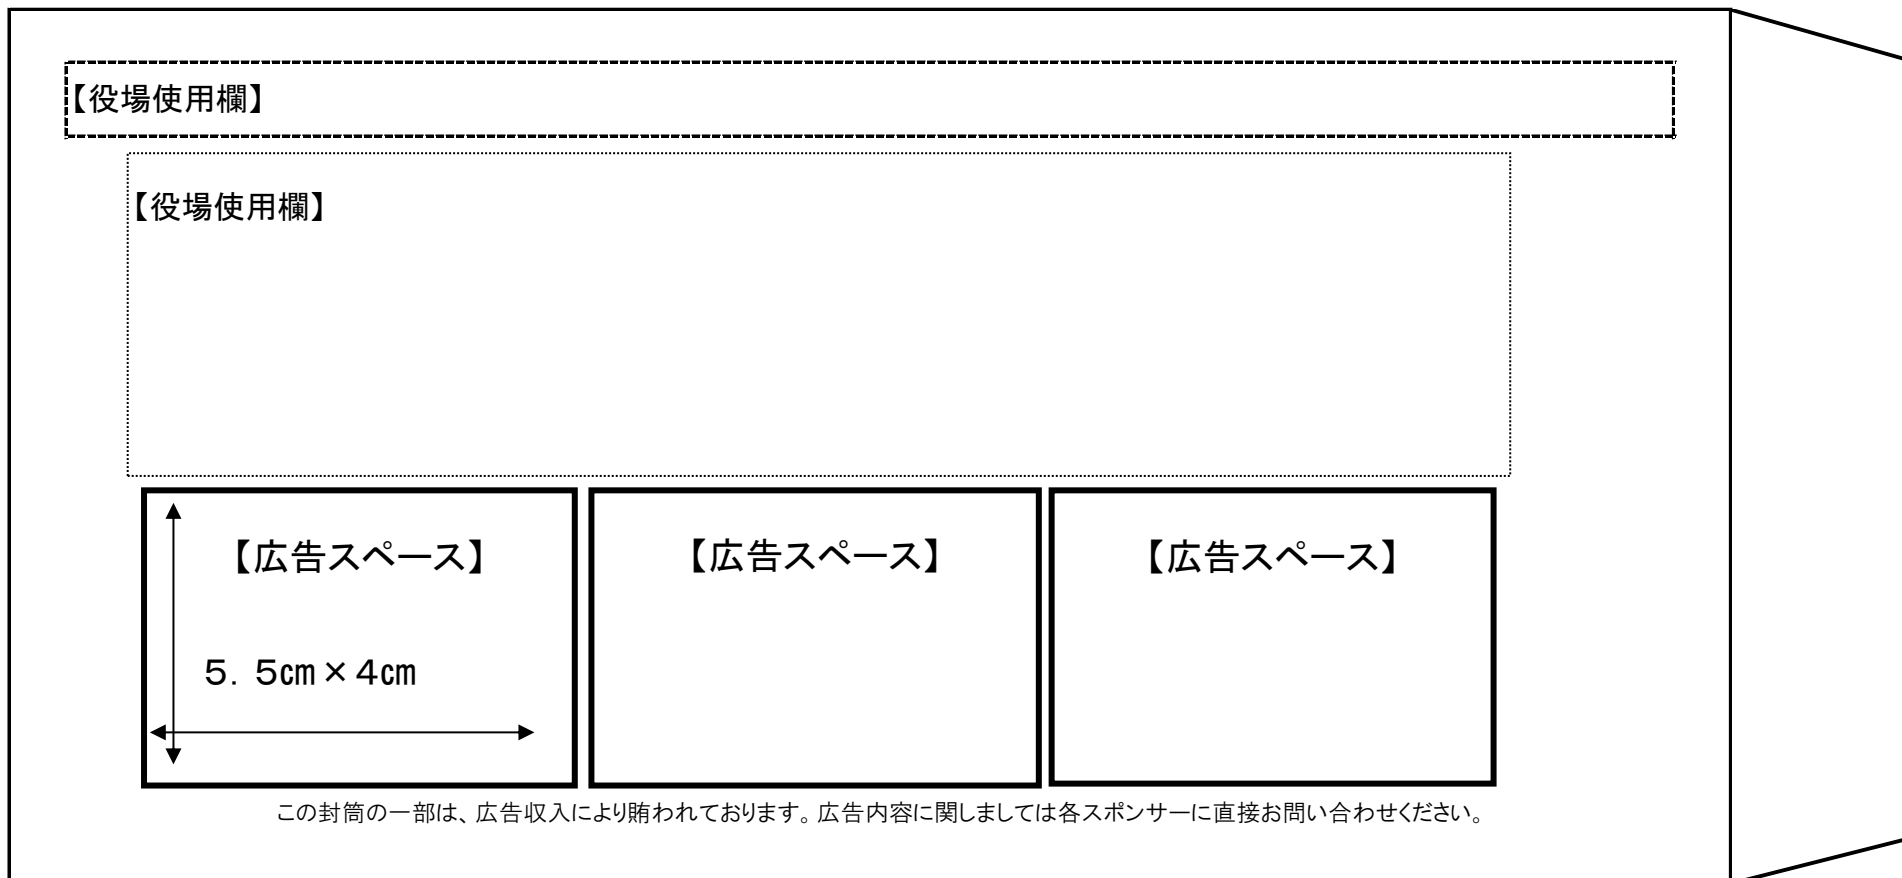 【役場使用欄】
【役場使用欄】
【広告スペース】
【広告スペース】
【広告スペース】
５．５㎝×４㎝
この封筒の一部は、広告収入により賄われております。広告内容に関しましては各スポンサーに直接お問い合わせください。